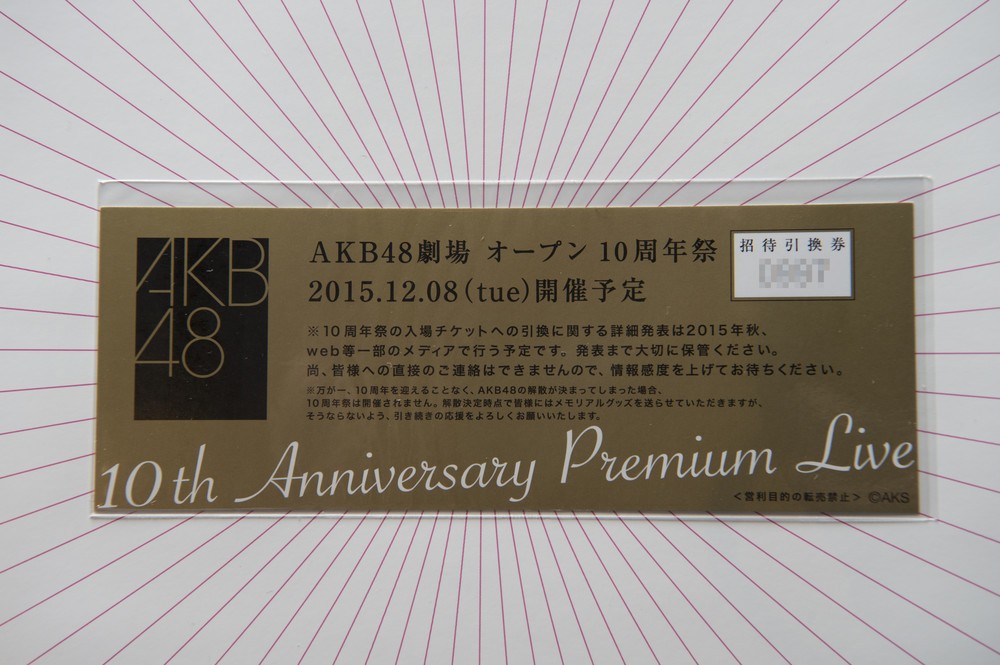 AKB
48
AKB48劇場 オープン 10周年祭
2015.12.08(tue)開催予定
招待引換券
※10周年祭の入場チケットへの引換に関する詳細発表は2015年秋、
web等一部のメディアで行う予定です。発表まで大切に保管ください。
尚、皆様への直接のご連絡はできませんので、情報感度を上げてお待ちください。
※万が一、10周年を迎えることなく、AKB48の解散が決まってしまった場合、
10周年祭は開催されません。解散決定時点で皆様にはメモリアルグッズを送らせていただきますが、
そうならないよう、引き続きの応援をよろしくお願いいたします。
10th Anniversary Premium Live
<営利目的の転売禁止> ©AKS